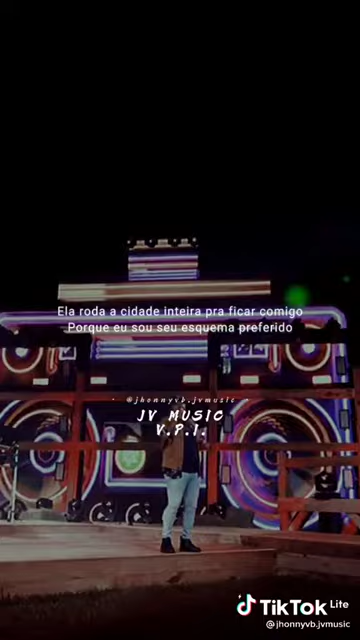 Ela roda a cidade inteira pra ficar comigo
Porque eu sou seu esquema preferido
@jhonnyvb.jvmusic
JV MUSIC
V.P.I.
TikTok Lite
@jhonnyvb.jvmusic